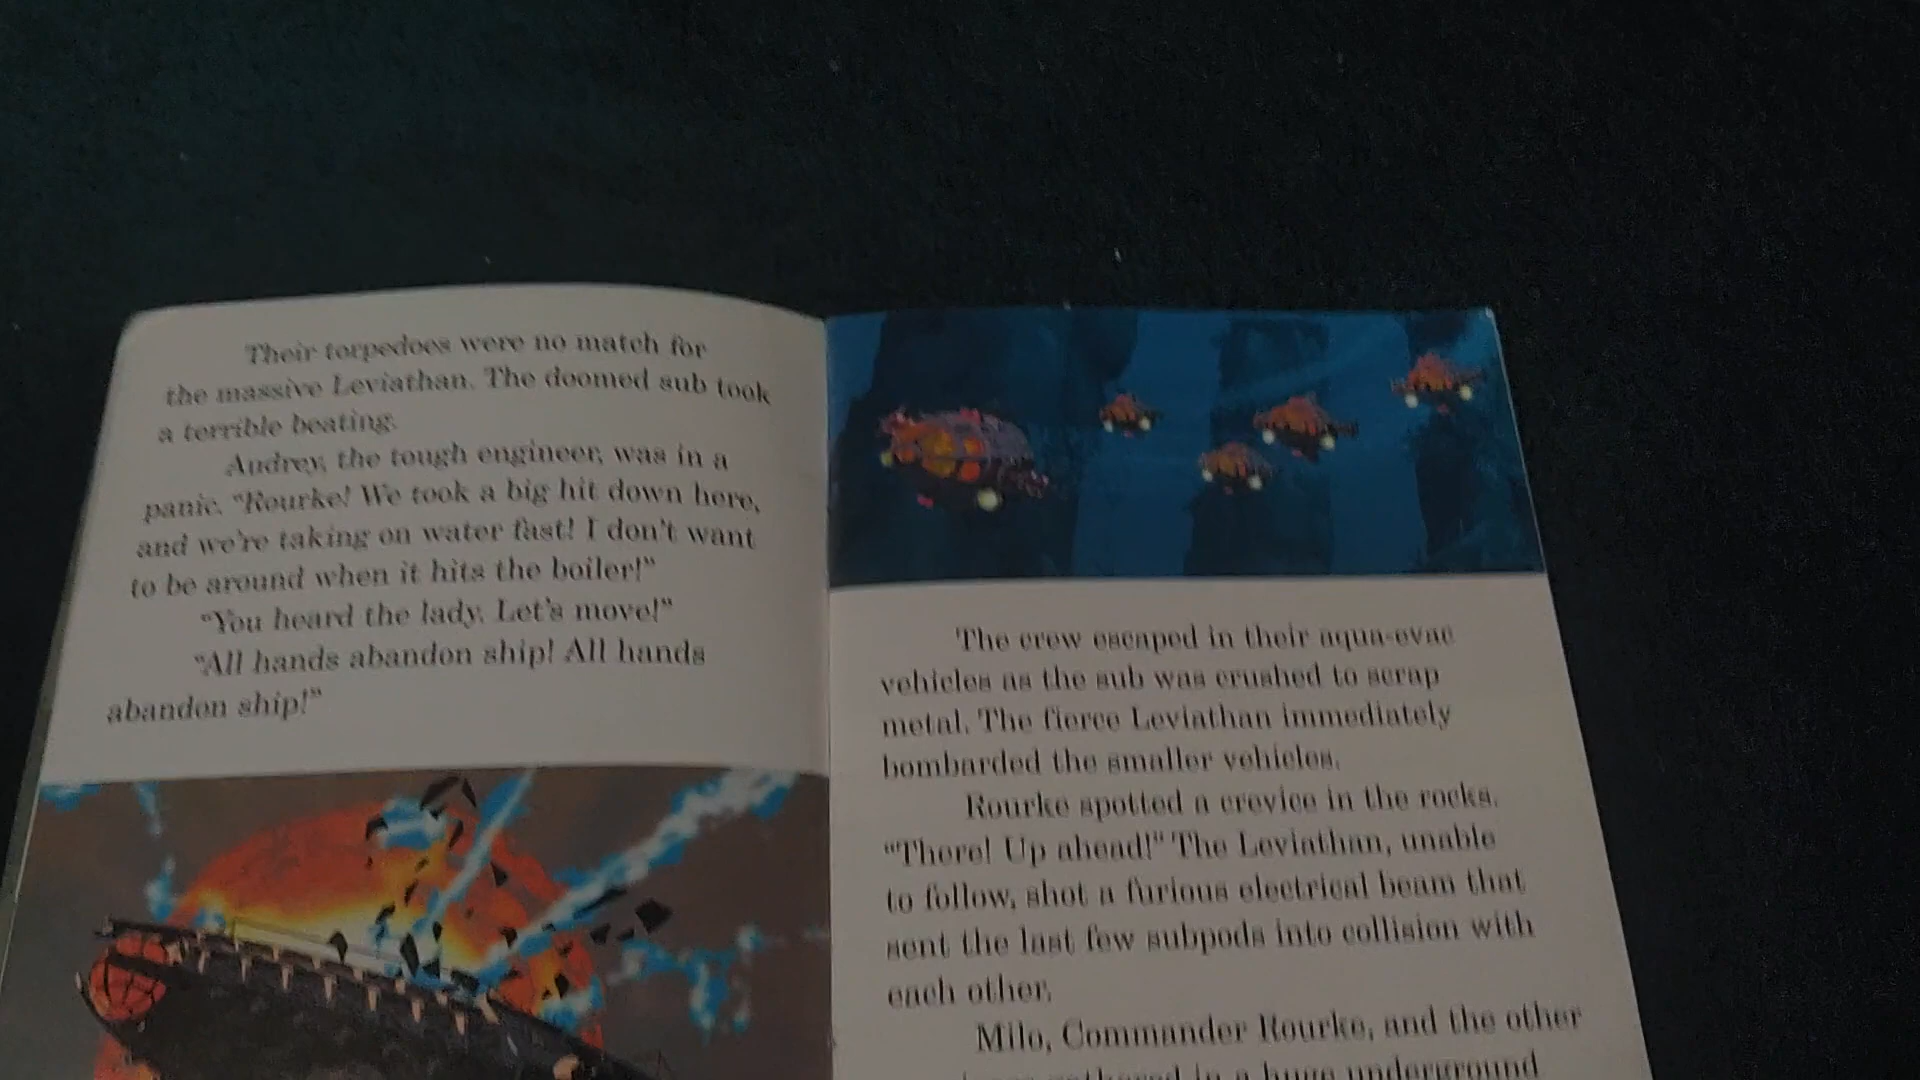 Their torpedoes were no match for
the massive Leviathan. The doomed sub took
a terrible beating.
Audrey, the tough engineer, was in a
panic. "Rourke! We took a big hit down here,
and we're taking on water fast! I don't want
to be around when it hits the boiler!"
"You heard the lady. Let's move!"
"All hands abandon ship! All hands
abandon ship!"
The crew escaped in their aqua-evac
vehicles as the sub was crushed to scrap
metal. The fierce Leviathan immediately
bombarded the smaller vehicles.
Rourke spotted a crevice in the rocks.
"There! Up ahead!" The Leviathan, unable
to follow, shot a furious electrical beam that
sent the last few subpods into collision with
each other.
Milo, Commander Rourke, and the other
gathered in a huge underground